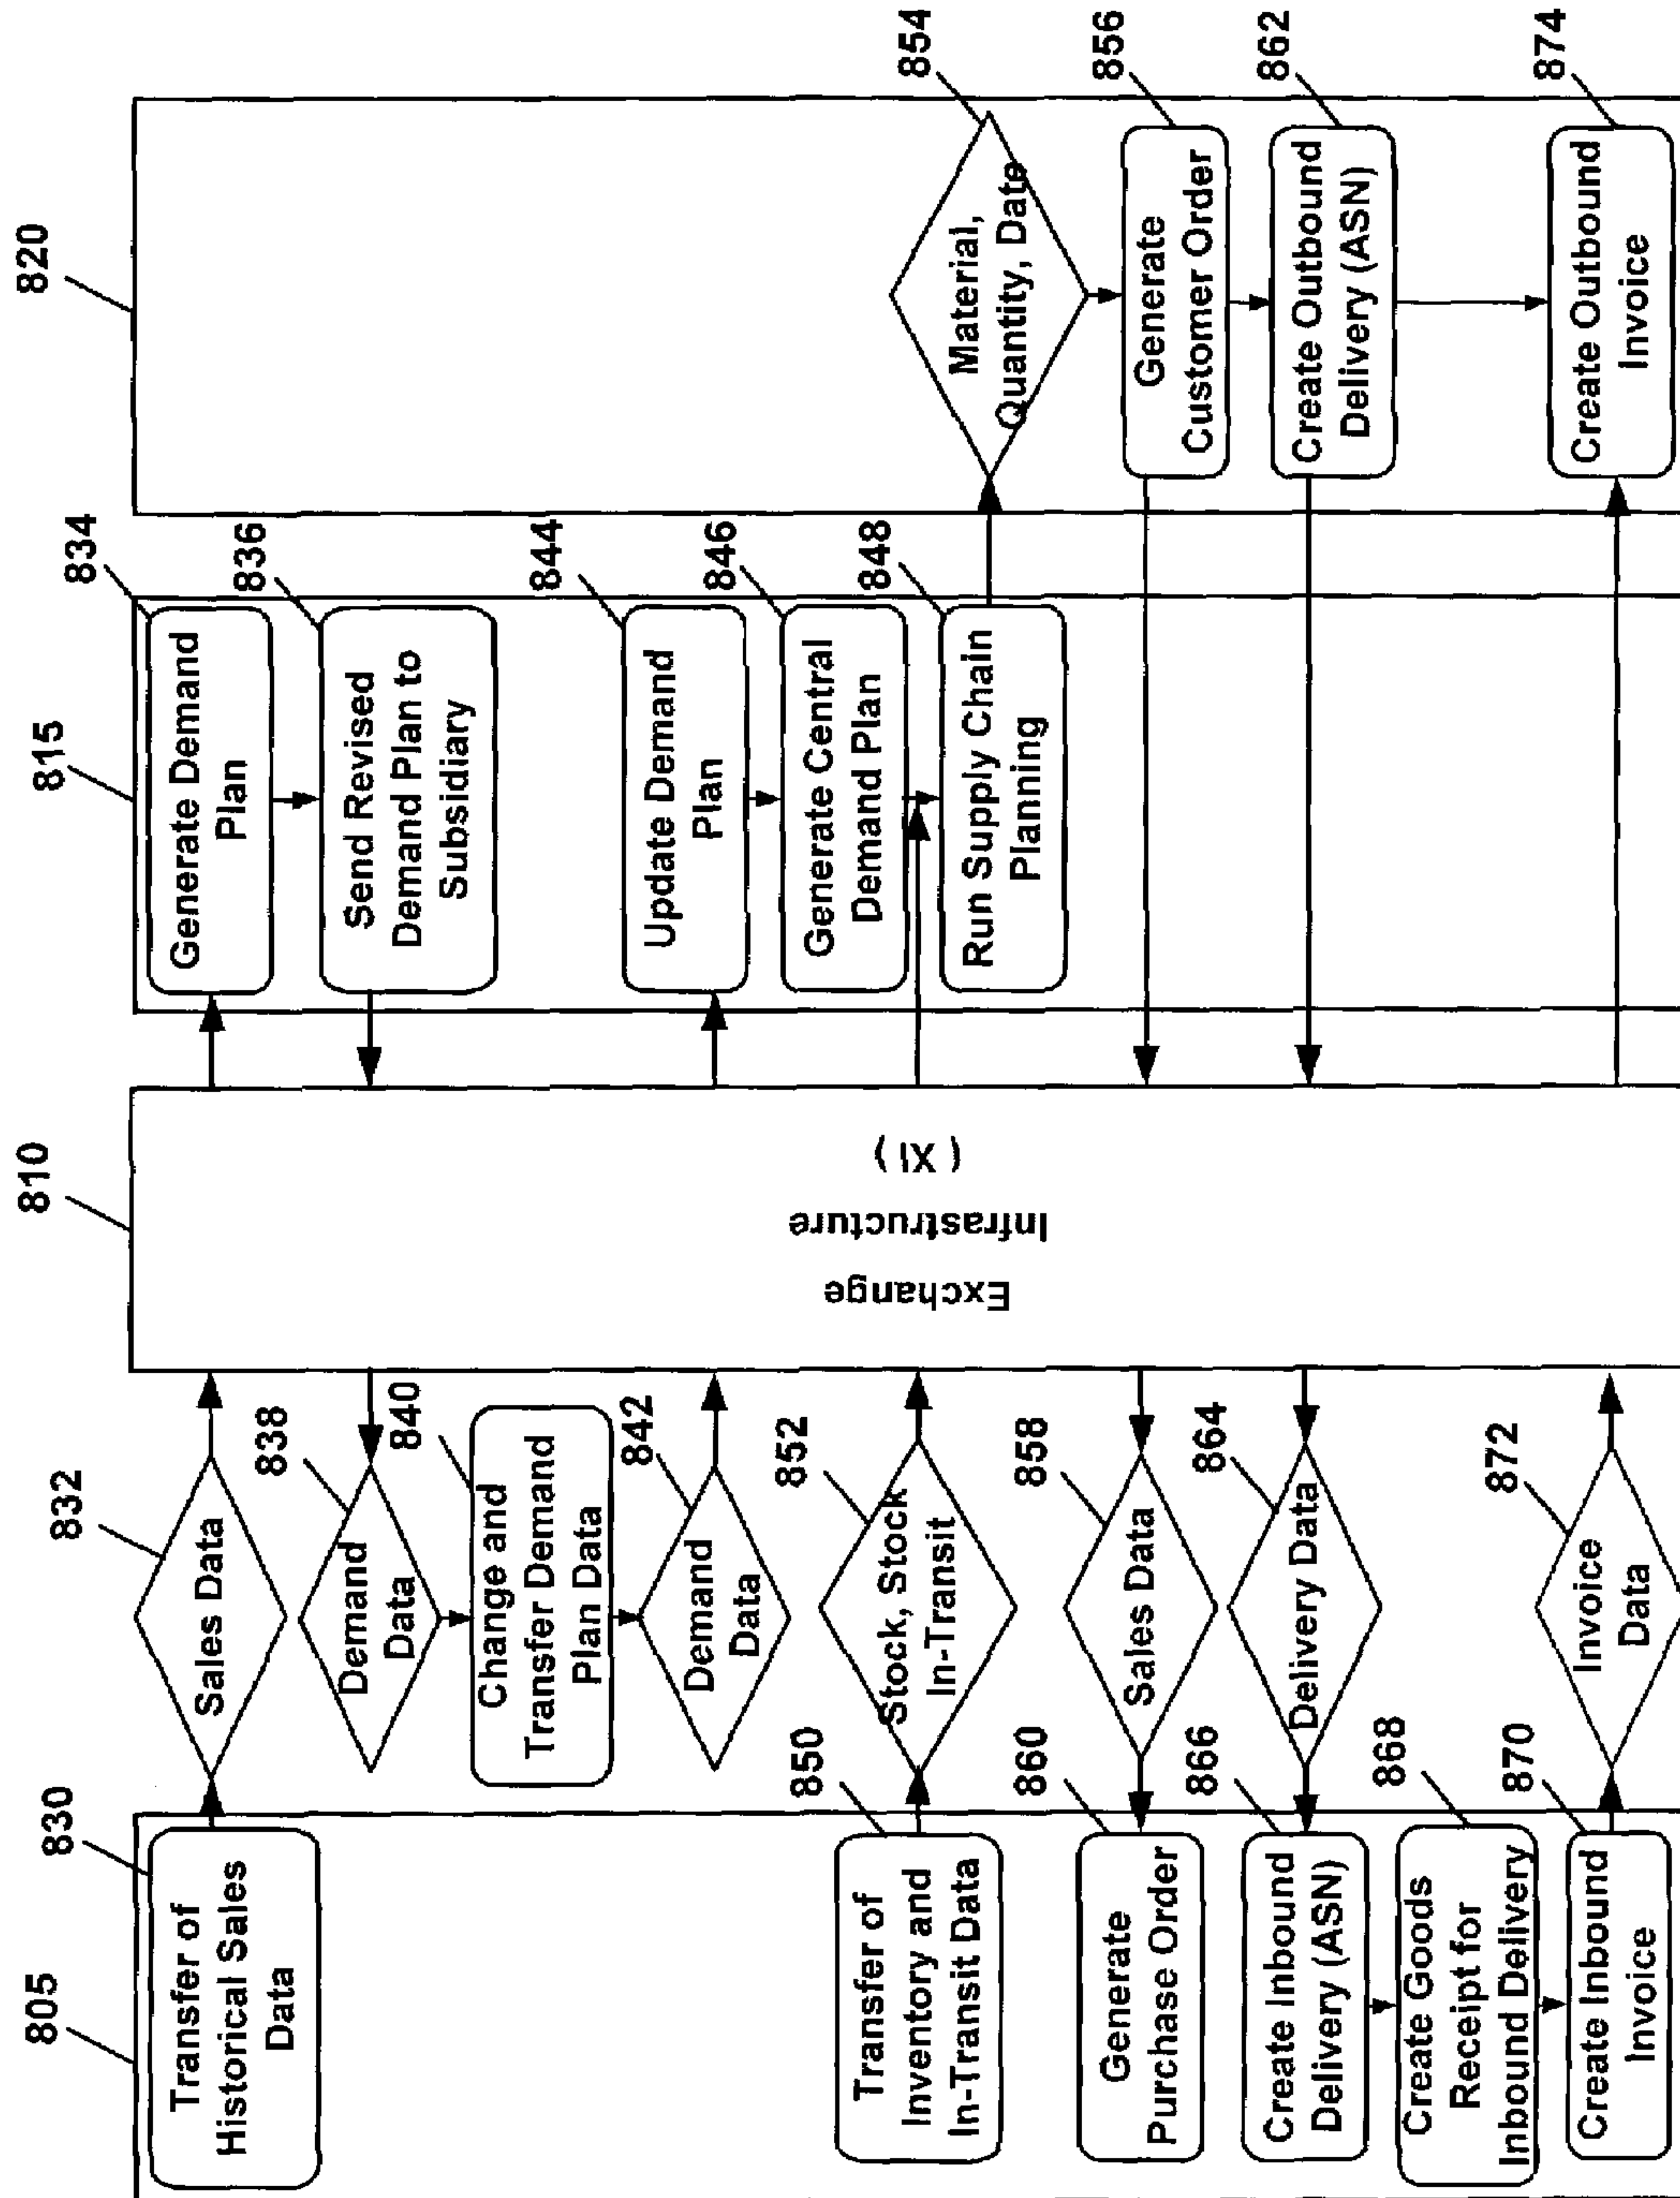 805
810
815
820
830
Transfer of
Historical Sales
Data
832
Sales Data
834
Generate Demand
Plan
836
Send Revised
Demand Plan to
Subsidiary
838
Demand
Data
840
Change and
Transfer Demand
Plan Data
842
Demand
Data
844
Update Demand
Plan
846
Generate Central
Demand Plan
848
Run Supply Chain
Planning
850
Transfer of
Inventory and
In-Transit Data
852
Stock, Stock
In-Transit
854
Material,
Quantity, Date
856
Generate
Customer Order
858
Sales Data
860
Generate
Purchase Order
862
Create Outbound
Delivery (ASN)
864
Delivery Data
866
Create Inbound
Delivery (ASN)
868
Create Goods
Receipt for
Inbound Delivery
870
Create Inbound
Invoice
872
Invoice
Data
874
Create Outbound
Invoice
Exchange
Infrastructure
( XI )